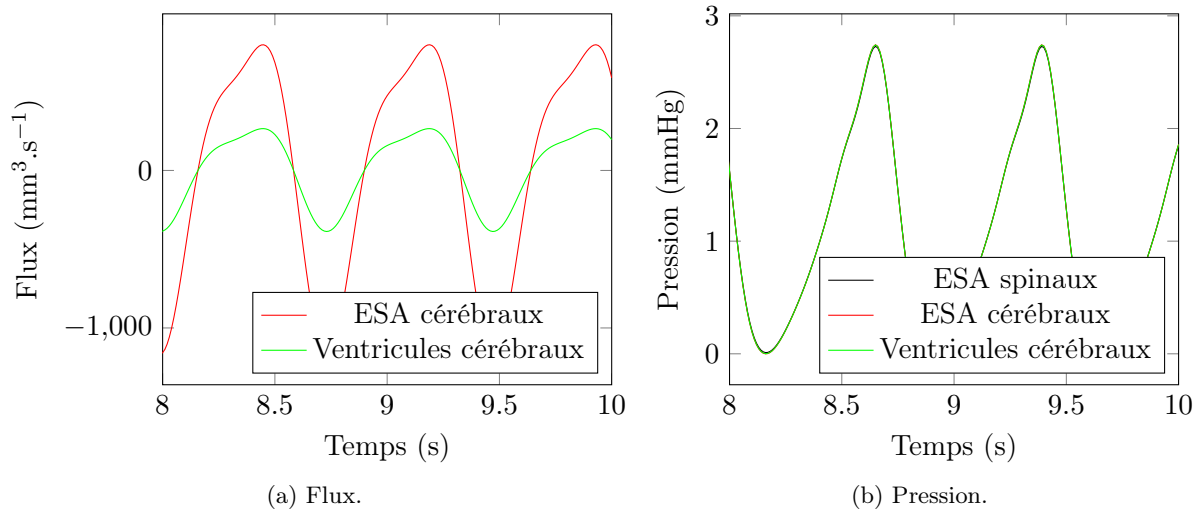 0
−1,000
Flux (mm³.s⁻¹)
8 8.5 9 9.5 10
Temps (s)
ESA cérébraux
Ventricules cérébraux
(a) Flux.
3
2
1
0
Pression (mmHg)
8 8.5 9 9.5 10
Temps (s)
ESA spinaux
ESA cérébraux
Ventricules cérébraux
(b) Pression.